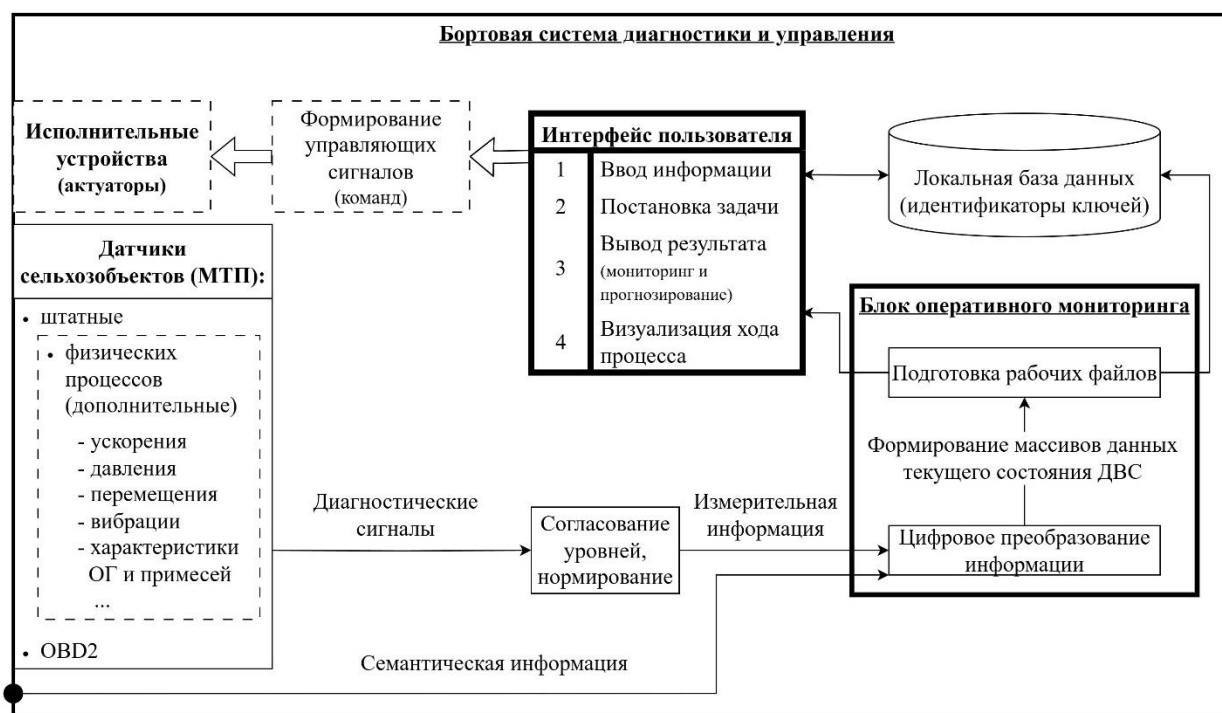 Бортовая система диагностики и управления
Исполнительные
устройства
(актуаторы)
Формирование
управляющих
сигналов
(команд)
Интерфейс пользователя
1 Ввод информации
2 Постановка задачи
3 Вывод результата
(мониторинг и
прогнозирование)
4 Визуализация хода
процесса
Локальная база данных
(идентификаторы ключей)
Датчики
сельхозобъектов (МТП):
• штатные
• физических
процессов
(дополнительные)
- ускорения
- давления
- перемещения
- вибрации
- характеристики
ОГ и примесей
...
• OBD2
Диагностические
сигналы
Согласование
уровней,
нормирование
Измерительная
информация
Блок оперативного мониторинга
Подготовка рабочих файлов
Формирование массивов данных
текущего состояния ДВС
Цифровое преобразование
информации
Семантическая информация